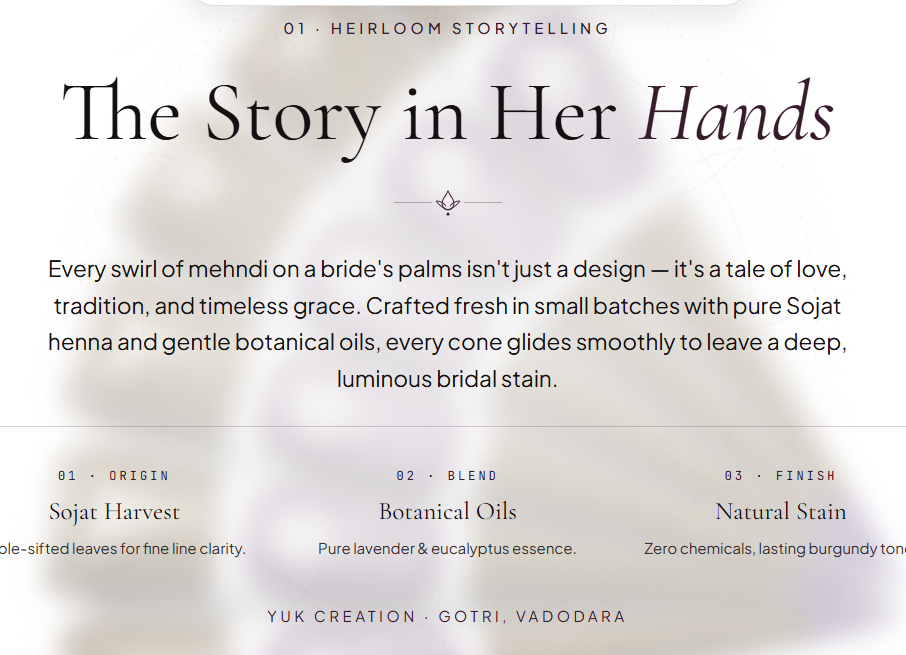 01 · HEIRLOOM STORYTELLING
The Story in Her Hands
Every swirl of mehndi on a bride's palms isn't just a design — it's a tale of love,
tradition, and timeless grace. Crafted fresh in small batches with pure Sojat
henna and gentle botanical oils, every cone glides smoothly to leave a deep,
luminous bridal stain.
01 · ORIGIN
Sojat Harvest
leaves for fine line clarity.
02 · BLEND
Botanical Oils
Pure lavender & eucalyptus essence.
03 · FINISH
Natural Stain
Zero chemicals, lasting burgundy
YUK CREATION · GOTRI, VADODARA